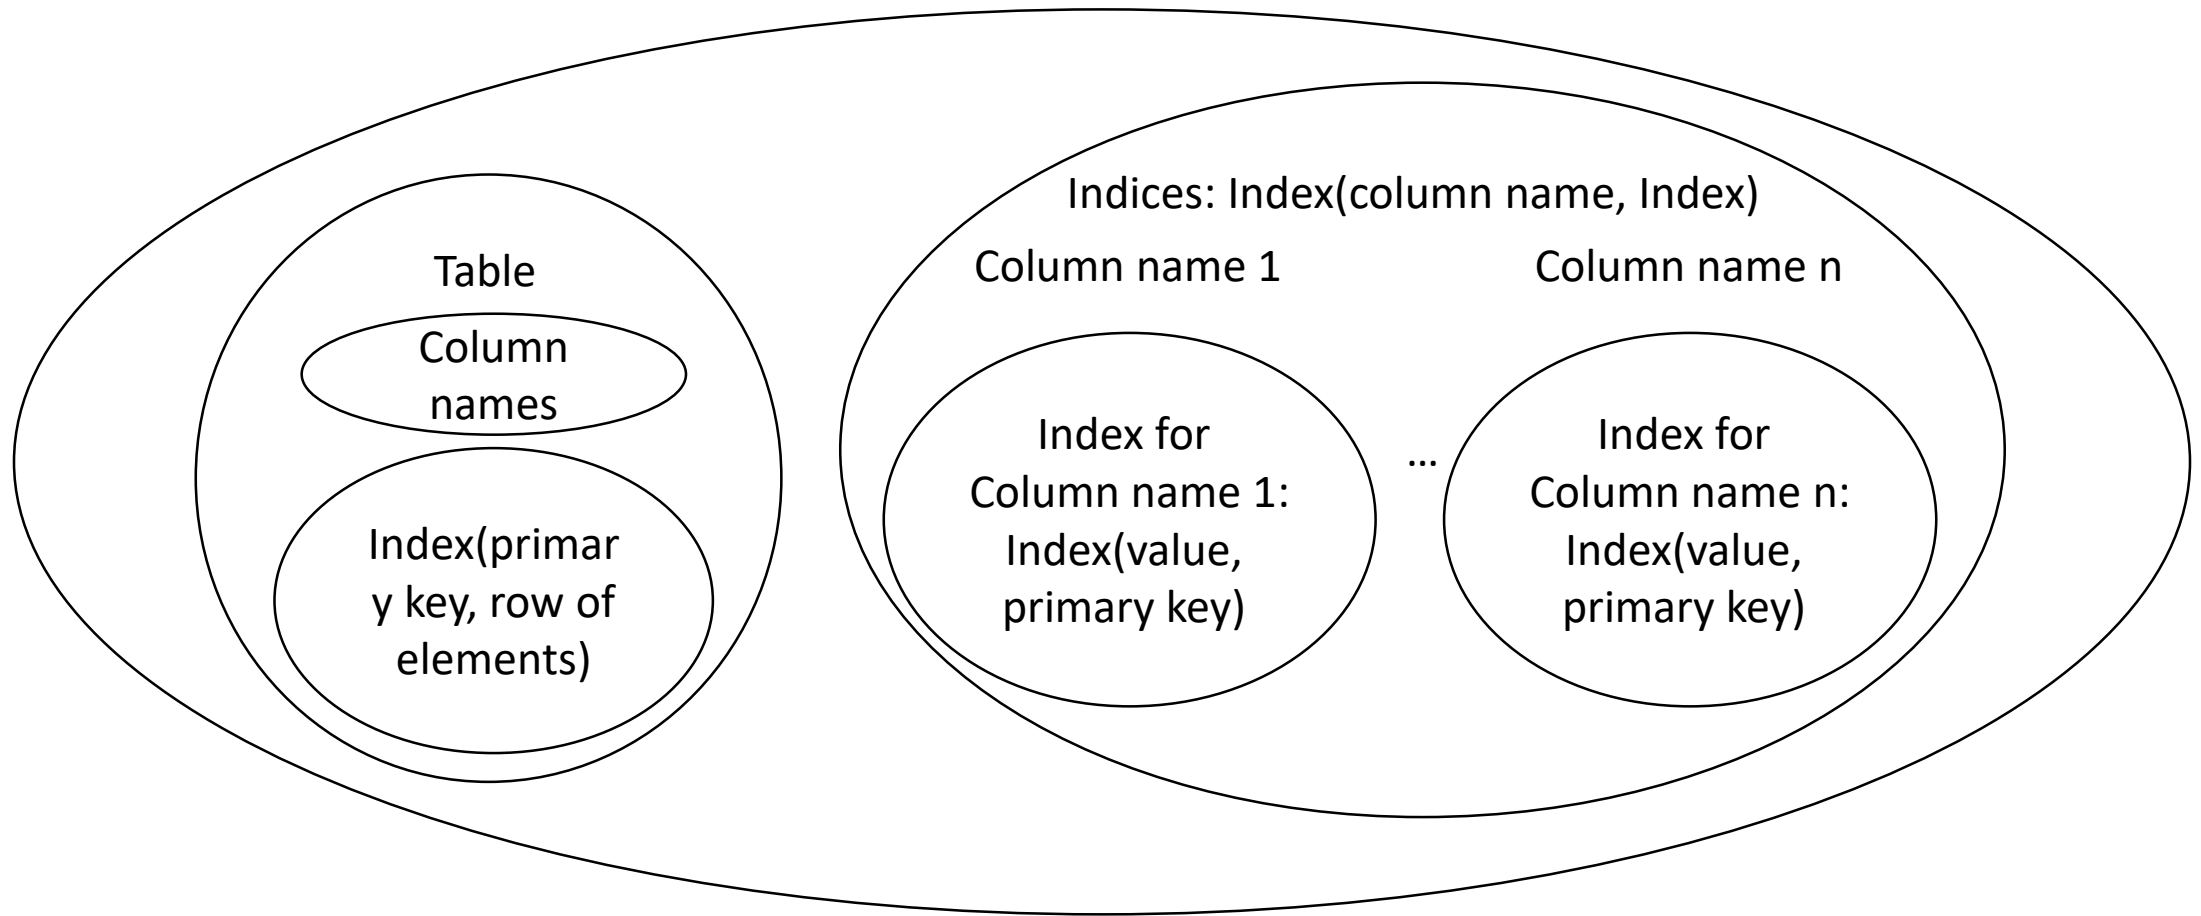 Table
Column
names
Index(primar
y key, row of
elements)
Indices: Index(column name, Index)
Column name 1
Column name n
Index for
Column name 1:
Index(value,
primary key)
...
Index for
Column name n:
Index(value,
primary key)